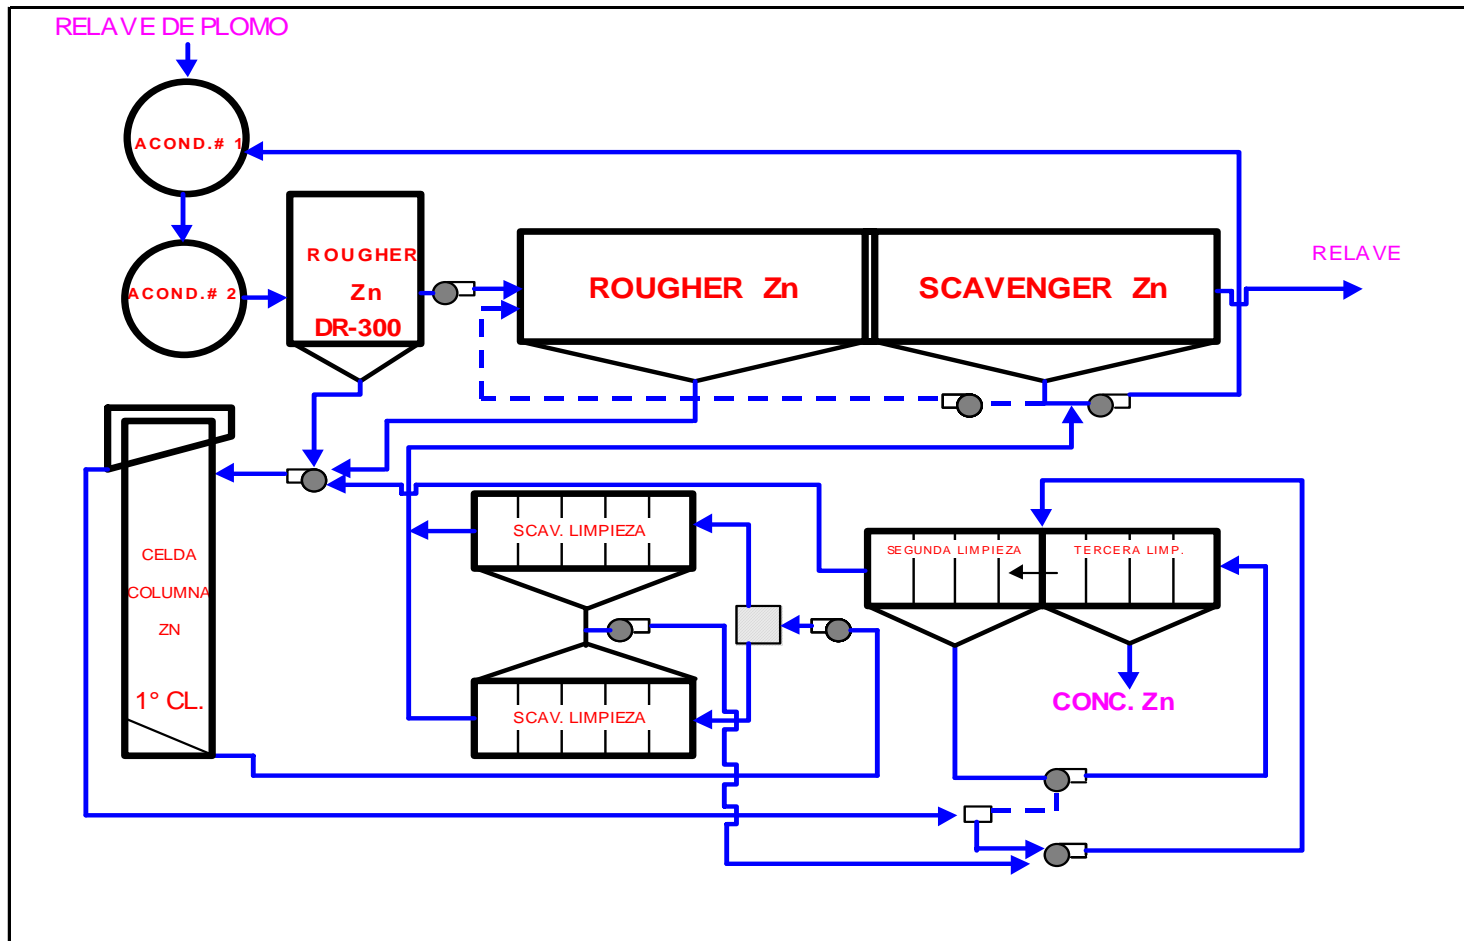 RELAVE DE PLOMO
ACOND.# 1
ROUGHER
Zn
DR-300
ACOND.# 2
ROUGHER Zn
SCAVENGER Zn
RELAVE
CELDA
COLUMNA
ZN
1° CL.
SCAV. LIMPIEZA
SCAV. LIMPIEZA
SEGUNDA LIMPIEZA
TERCERA LIMP.
CONC. Zn